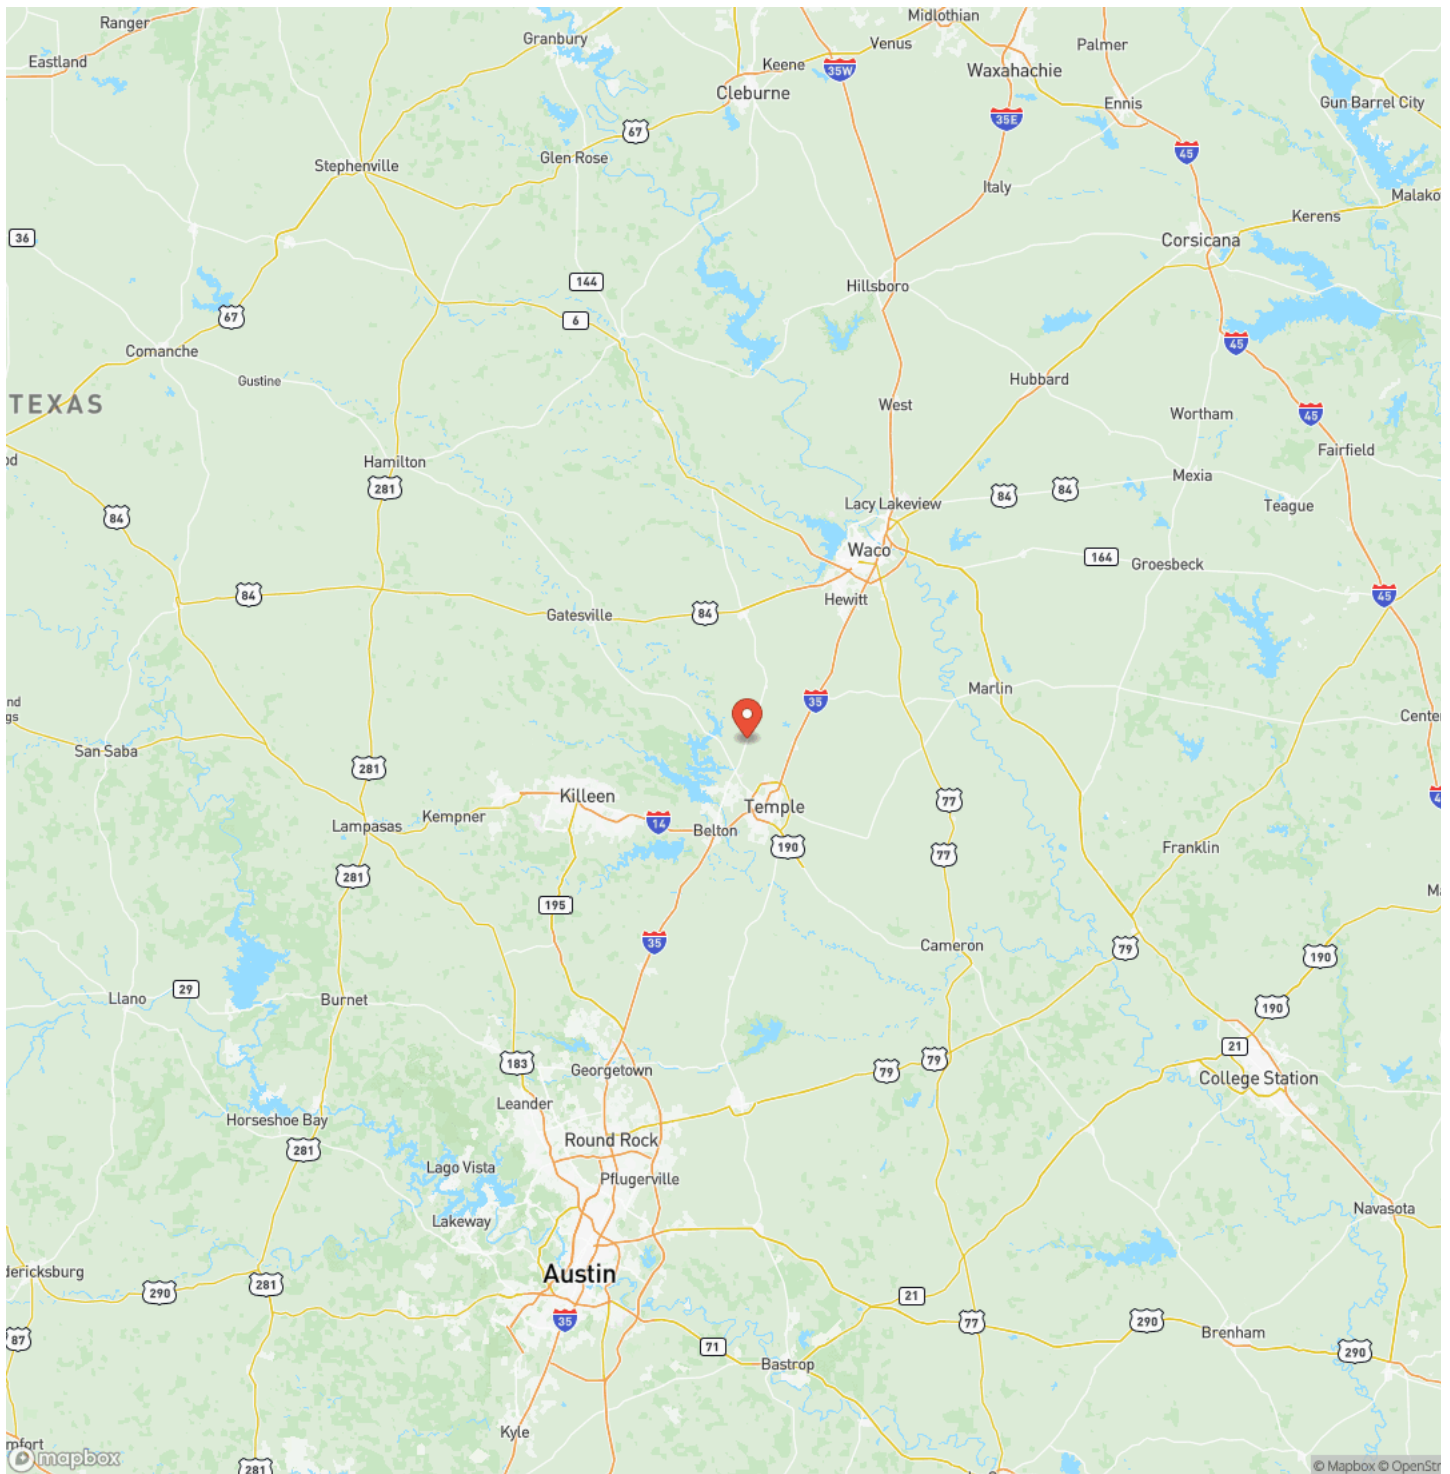 Ranger
Midlothian
Granbury
Venus
Palmer
Eastland
Keene
35W
Waxahachie
Cleburne
Ennis
Gun Barrel City
35E
67
Glen Rose
45
Stephenville
Italy
Malako
Kerens
36
Corsicana
144
Hillsboro
67
6
45
Comanche
Gustine
Hubbard
TEXAS
West
Wortham
45
Fairfield
Hamilton
Mexia
281
84
84
Lacy Lakeview
Teague
84
Waco
164
Groesbeck
84
Hewitt
45
Gatesville
84
Marlin
nd
gs
35
Center
San Saba
281
Killeen
77
Temple
Kempner
14
Lampasas
Belton
190
77
Franklin
281
195
35
Cameron
79
190
29
Llano
Burnet
190
21
183
79
79
Georgetown
College Station
Leander
Horseshoe Bay
Round Rock
281
Lago Vista
Pflugerville
Navasota
Lakeway
dericksburg
Austin
281
290
21
35
77
290
Brenham
87
71
290
Bastrop
Kyle
mfort
mapbox
281
© Mapbox © OpenStr